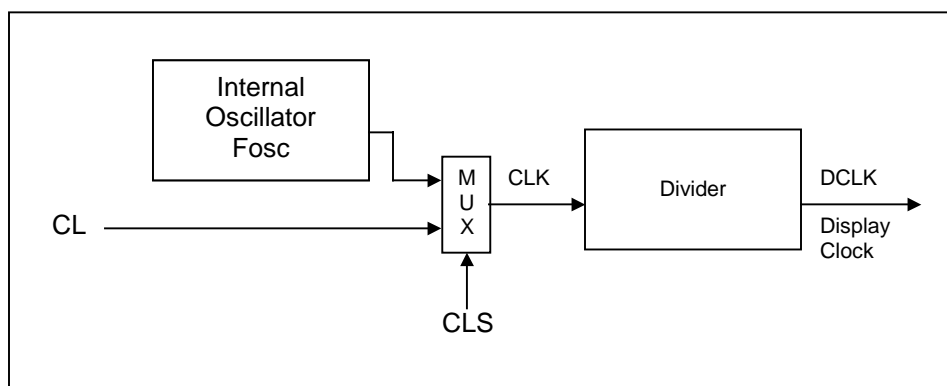 Internal
Oscillator
Fosc
M
U
X
CLK
Divider
DCLK
CL
Display
Clock
CLS